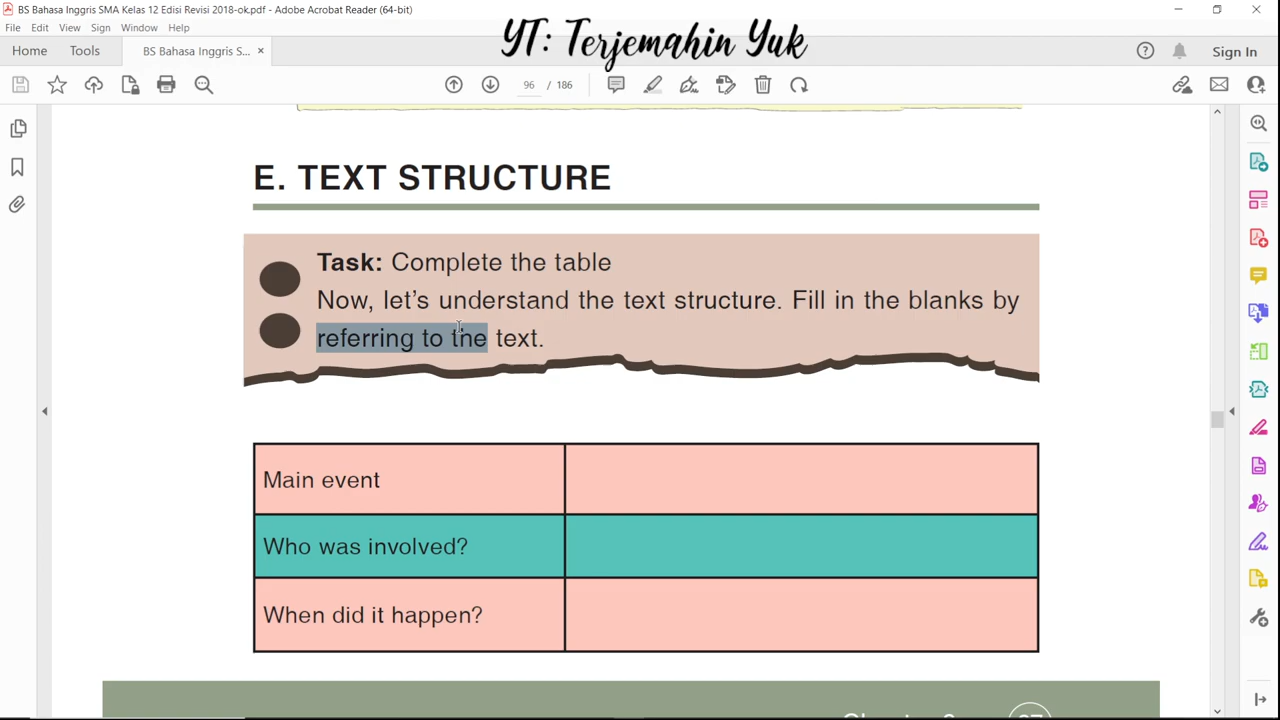 BS Bahasa Inggris SMA Kelas 12 Edisi Revisi 2018-ok.pdf - Adobe Acrobat Reader (64-bit)
YT: Terjemahin Yuk
File Edit View Sign Window Help
Home Tools BS Bahasa Inggris S... × Sign In
96 / 186
E. TEXT STRUCTURE
Task: Complete the table
Now, let's understand the text structure. Fill in the blanks by
referring to the text.
Main event
Who was involved?
When did it happen?